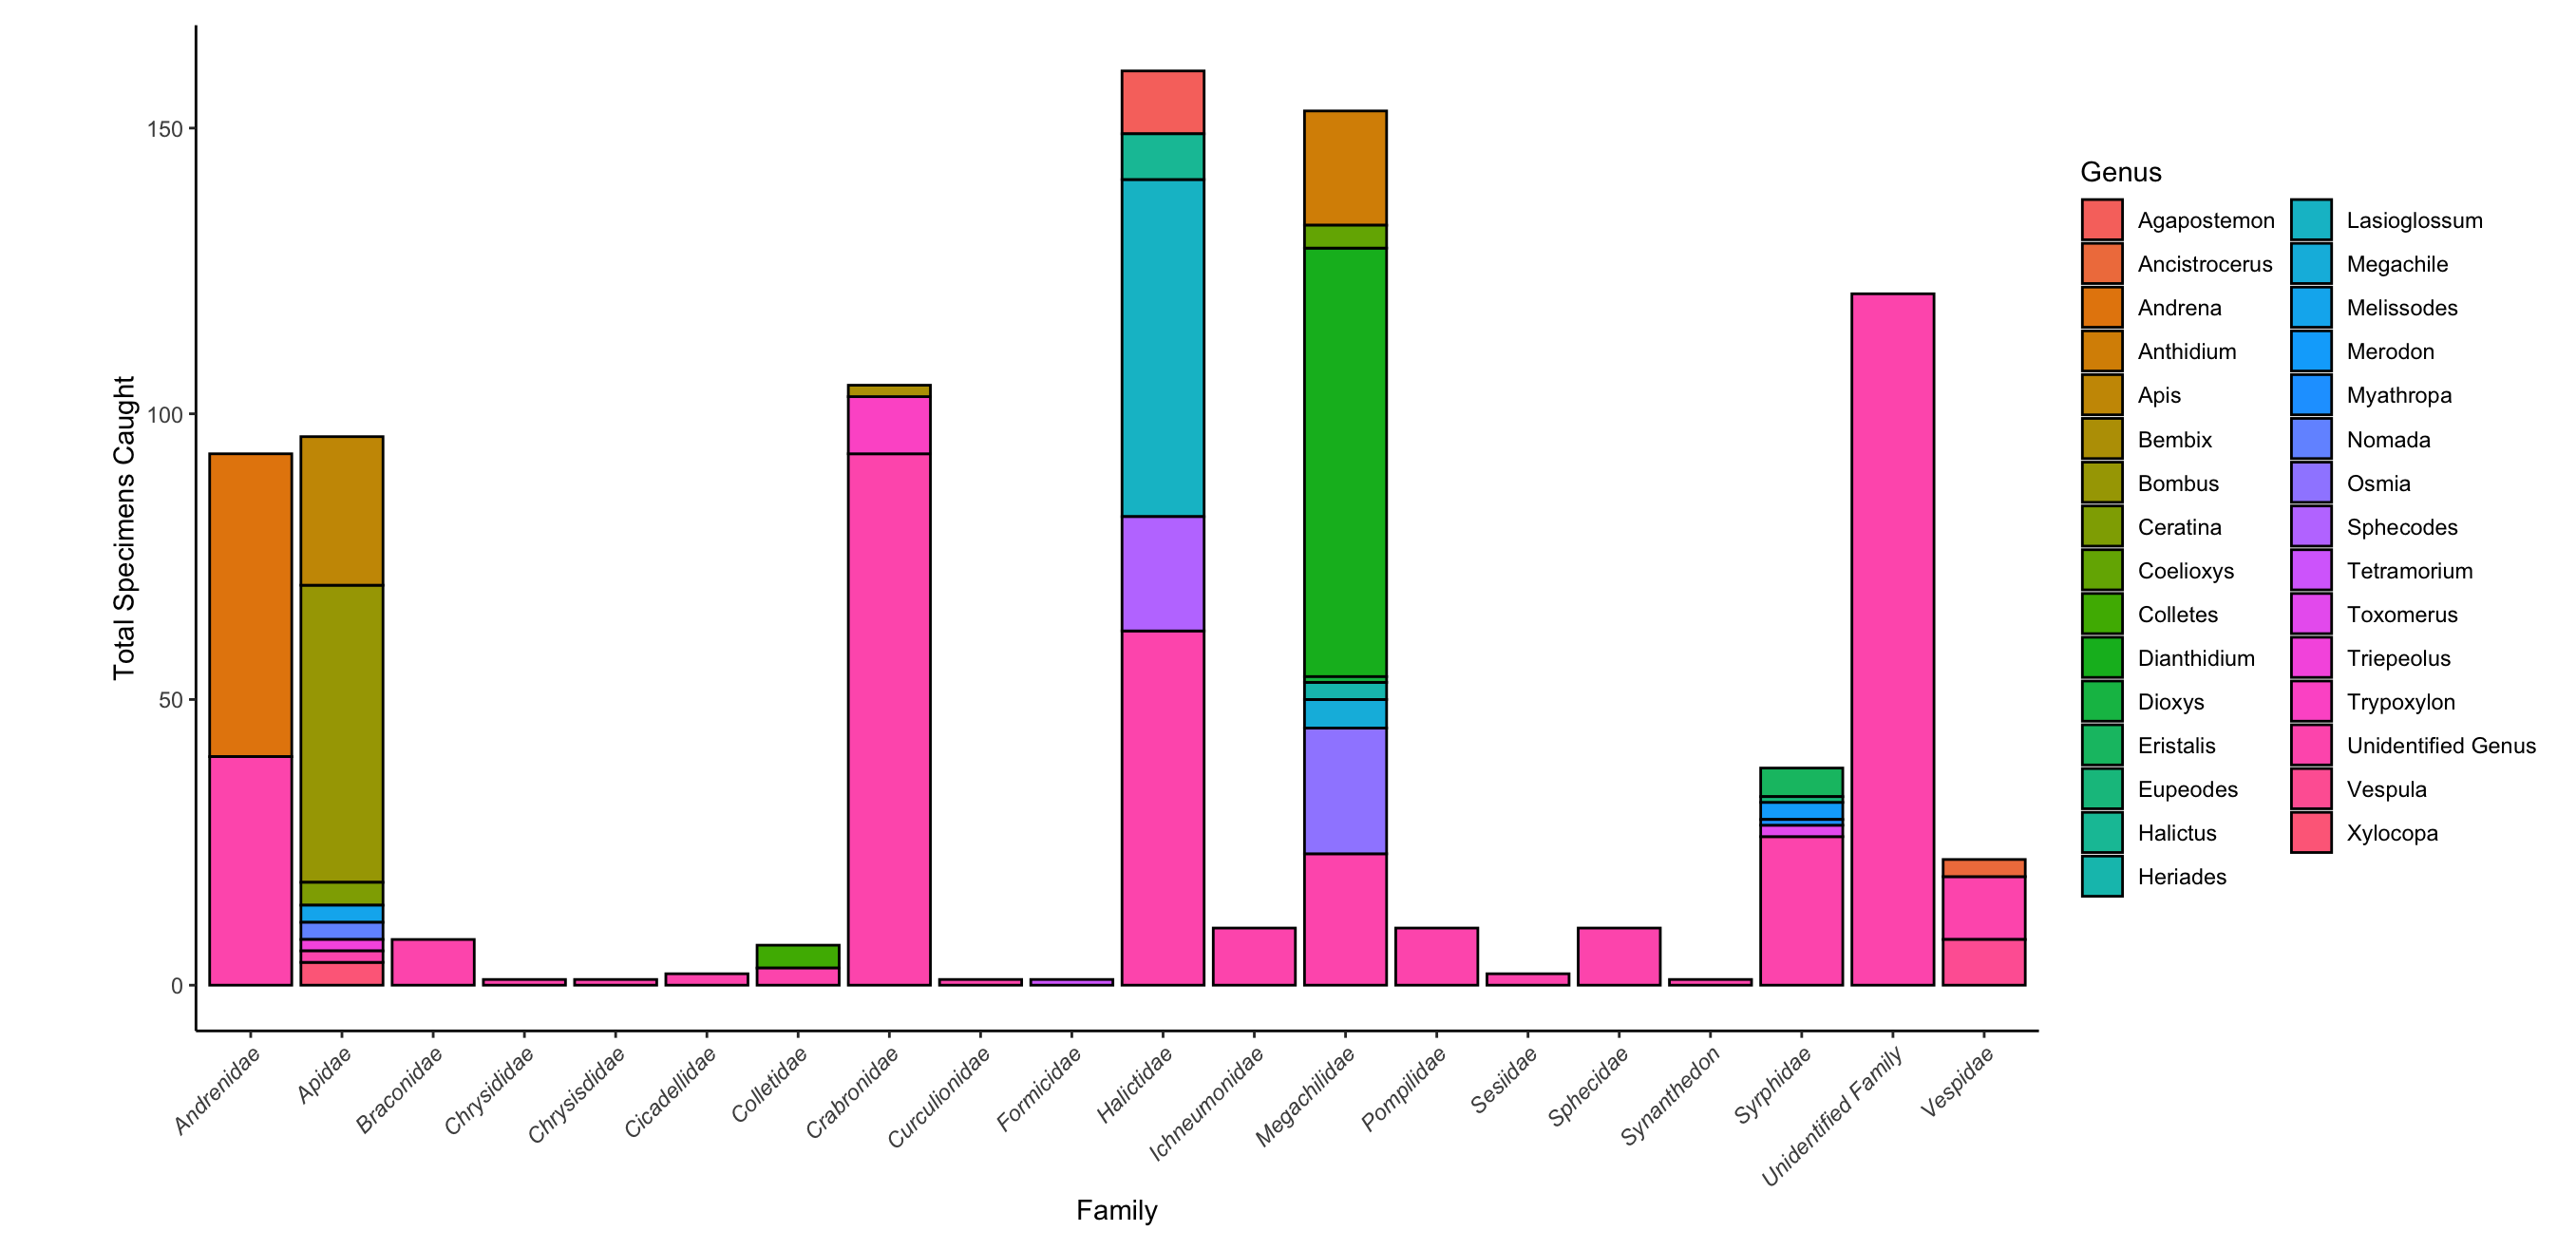 Total Specimens Caught
150
100
50
0
Andrenidae
Apidae
Braconidae
Chrysididae
Chrysisdidae
Cicadellidae
Colletidae
Crabronidae
Curculionidae
Formicidae
Halictidae
Ichneumonidae
Megachilidae
Pompilidae
Sesiidae
Sphecidae
Synanthedon
Syrphidae
Unidentified Family
Vespidae
Family
Genus
Agapostemon
Ancistrocerus
Andrena
Anthidium
Apis
Bembix
Bombus
Ceratina
Coelioxys
Colletes
Dianthidium
Dioxys
Eristalis
Eupeodes
Halictus
Heriades
Lasioglossum
Megachile
Melissodes
Merodon
Myathropa
Nomada
Osmia
Sphecodes
Tetramorium
Toxomerus
Triepeolus
Trypoxylon
Unidentified Genus
Vespula
Xylocopa